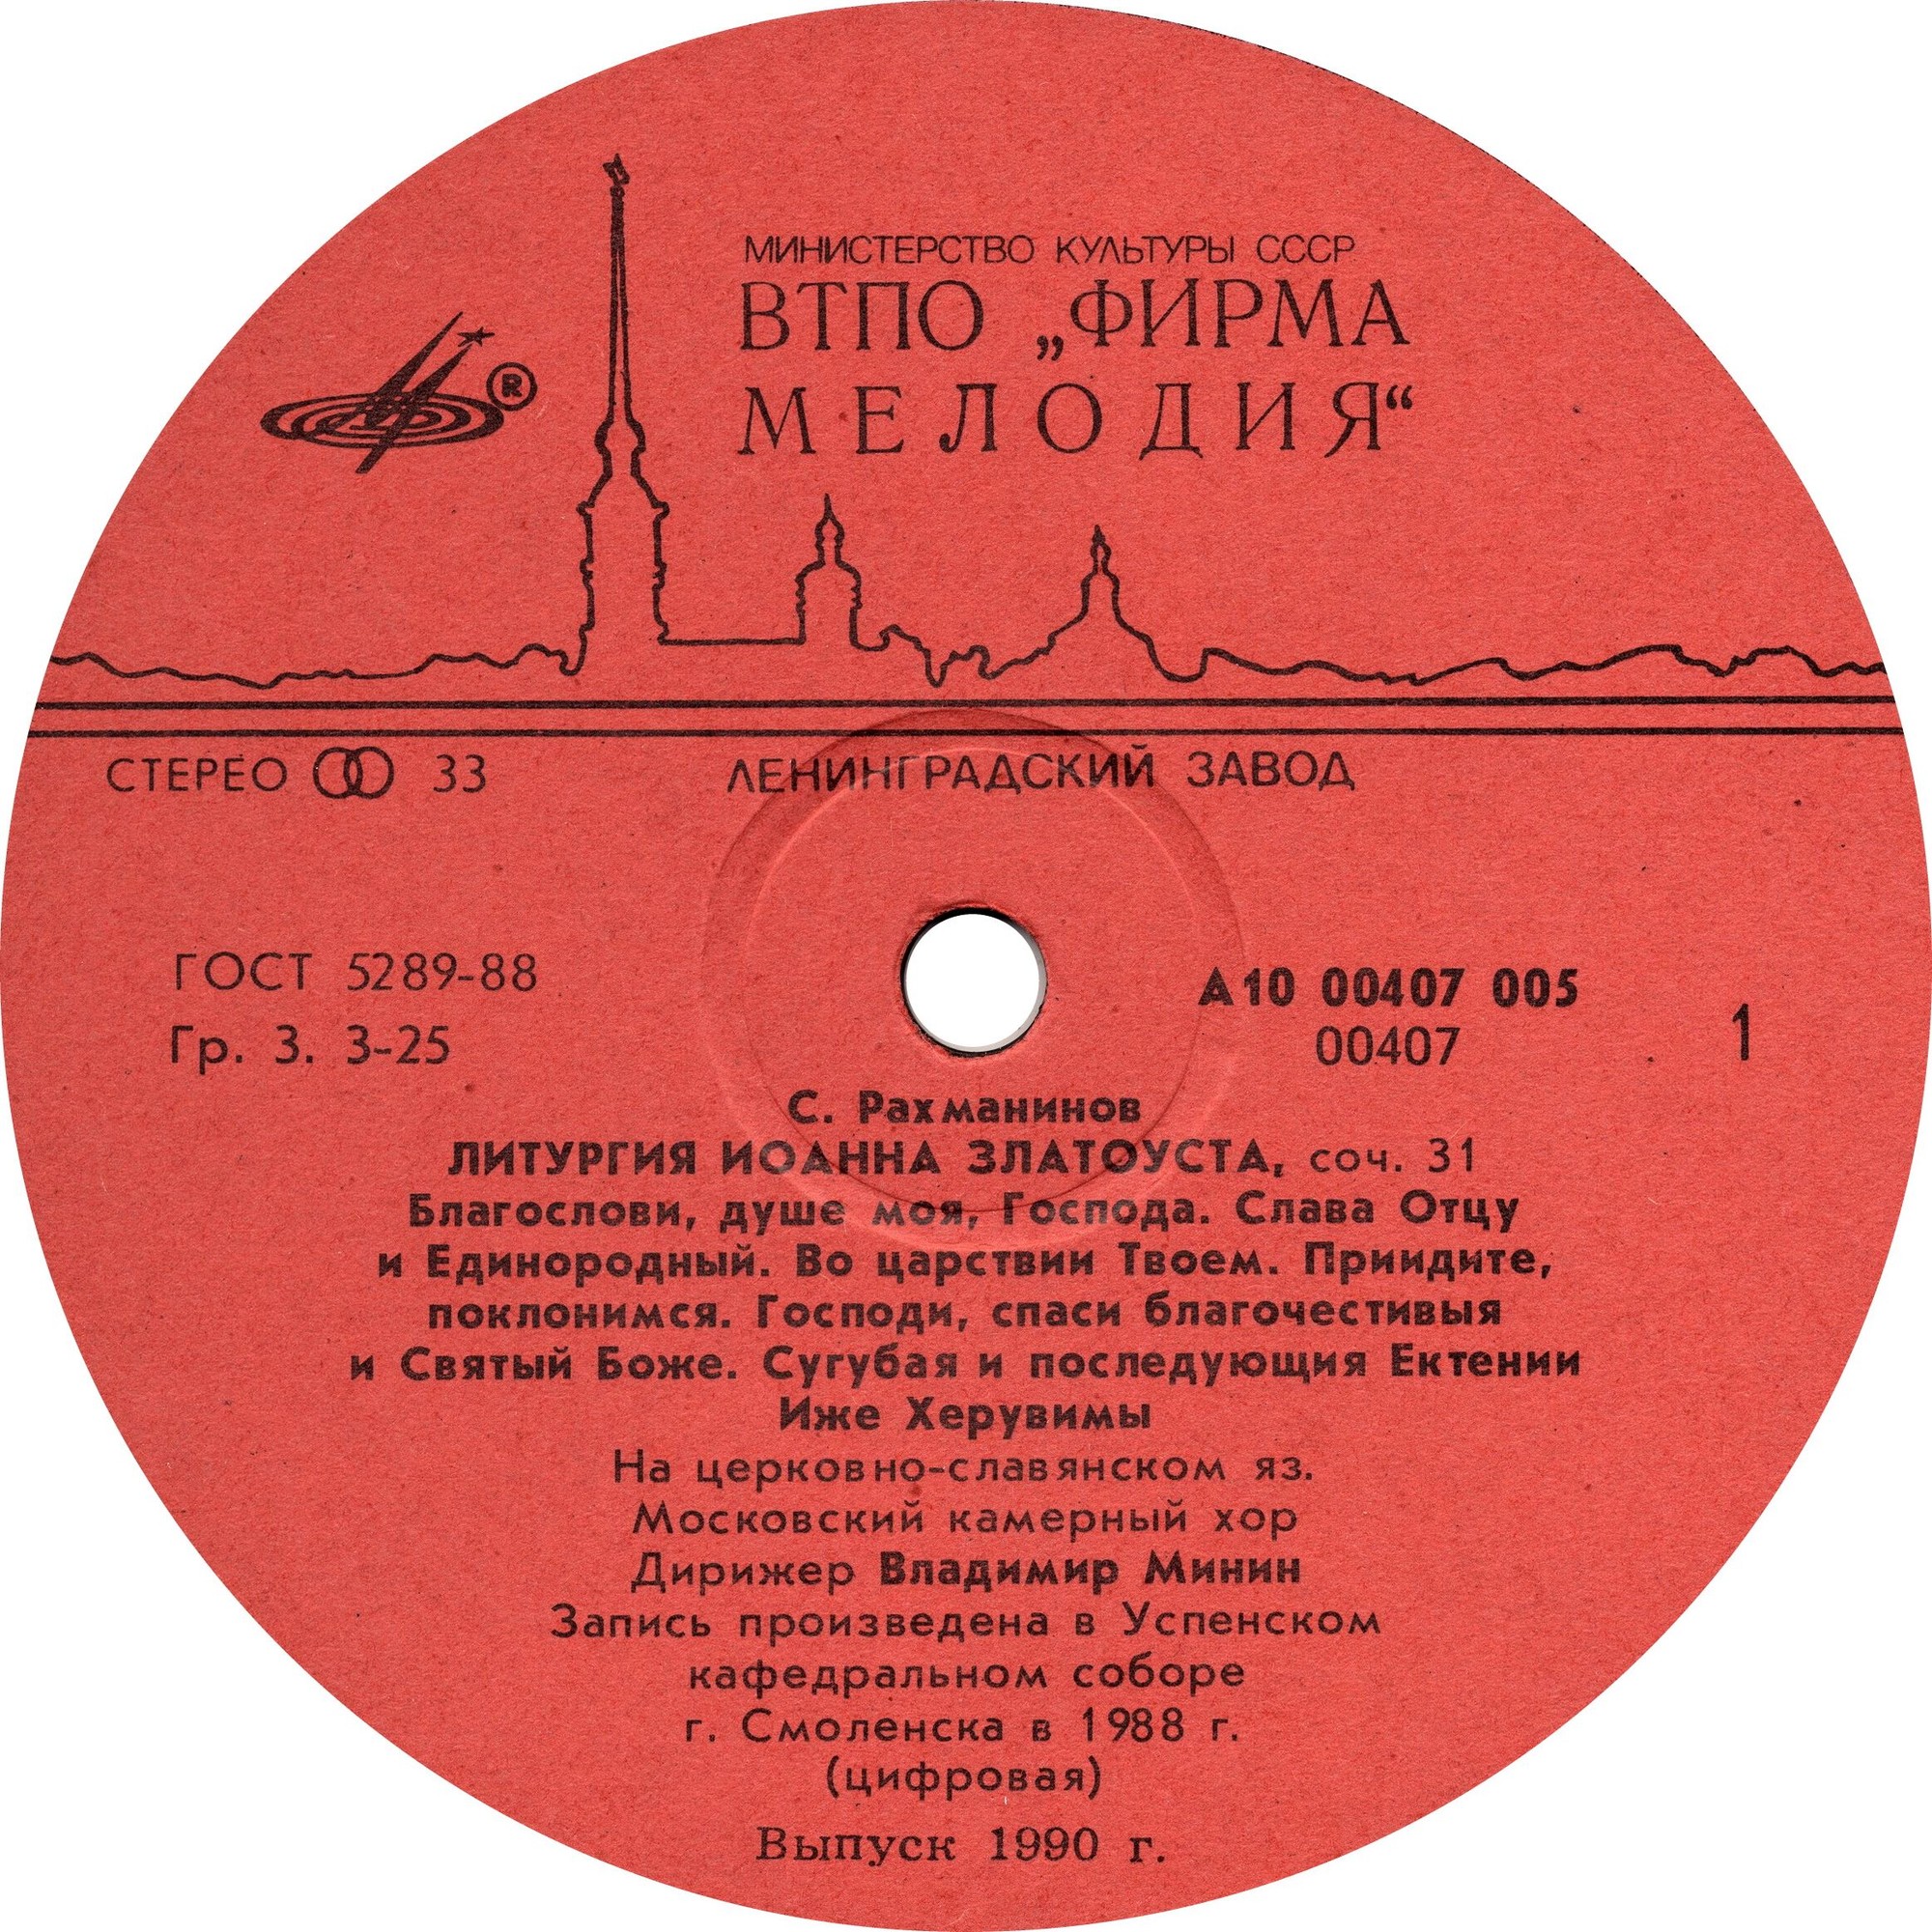 МИНИСТЕРСТВО КУЛЬТУРЫ СССР
ВТПО „ФИРМА
МЕЛОДИЯ“
®
СТЕРЕО 33
ЛЕНИНГРАДСКИЙ ЗАВОД
ГОСТ 5289-88
Гр. 3. 3-25
А10 00407 005
00407
1
С. Рахманинов
ЛИТУРГИЯ ИОАННА ЗЛАТОУСТА, соч. 31
Благослови, душе моя, Господа. Слава Отцу
и Единородный. Во царствии Твоем. Приидите,
поклонимся. Господи, спаси благочестивыя
и Святый Боже. Сугубая и последующия Ектении
Иже Херувимы
На церковно-славянском яз.
Московский камерный хор
Дирижер Владимир Минин
Запись произведена в Успенском
кафедральном соборе
г. Смоленска в 1988 г.
(цифровая)
Выпуск 1990 г.